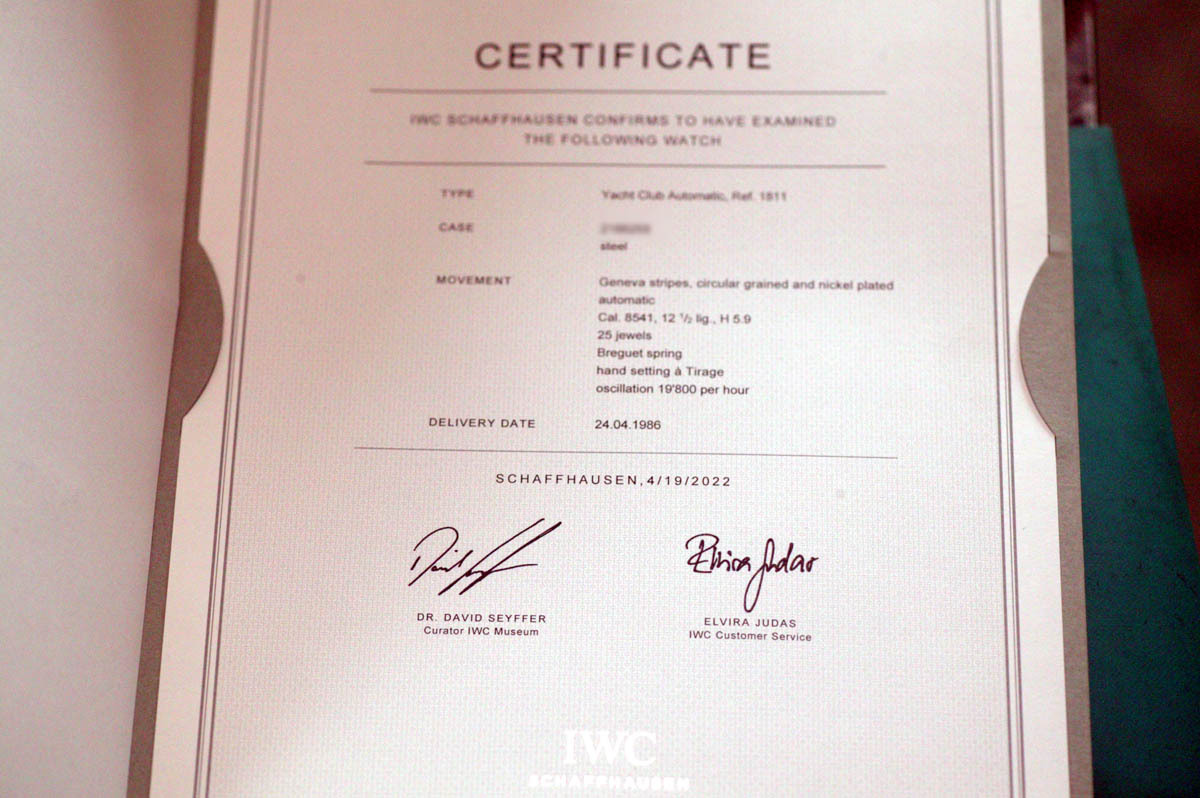 CERTIFICATE
IWC SCHAFFHAUSEN CONFIRMS TO HAVE EXAMINED
THE FOLLOWING WATCH
TYPE Yacht Club Automatic, Ref. 1811
CASE
steel
MOVEMENT Geneva stripes, circular grained and nickel plated
automatic
Cal. 8541, 12 ½ lig., H 5.9
25 jewels
Breguet spring
hand setting à Tirage
oscillation 19'800 per hour
DELIVERY DATE 24.04.1986
SCHAFFHAUSEN, 4/19/2022
Elvira Judas
DR. DAVID SEYFFER
Curator IWC Museum
ELVIRA JUDAS
IWC Customer Service
IWC
SCHAFFHAUSEN